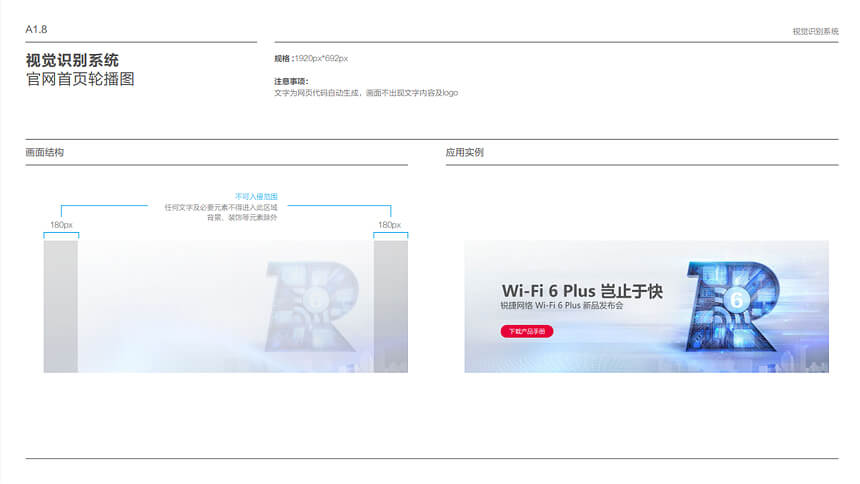 A1.8
视觉识别系统
视觉识别系统
官网首页轮播图
规格 :1920px*692px
注意事项:
文字为网页代码自动生成，画面不出现文字内容及logo
画面结构
应用实例
不可入侵范围
任何文字及必要元素不得进入此区域
背景、装饰等元素除外
180px
180px
6
Wi-Fi 6 Plus 岂止于快
锐捷网络 Wi-Fi 6 Plus 新品发布会
下载产品手册
6